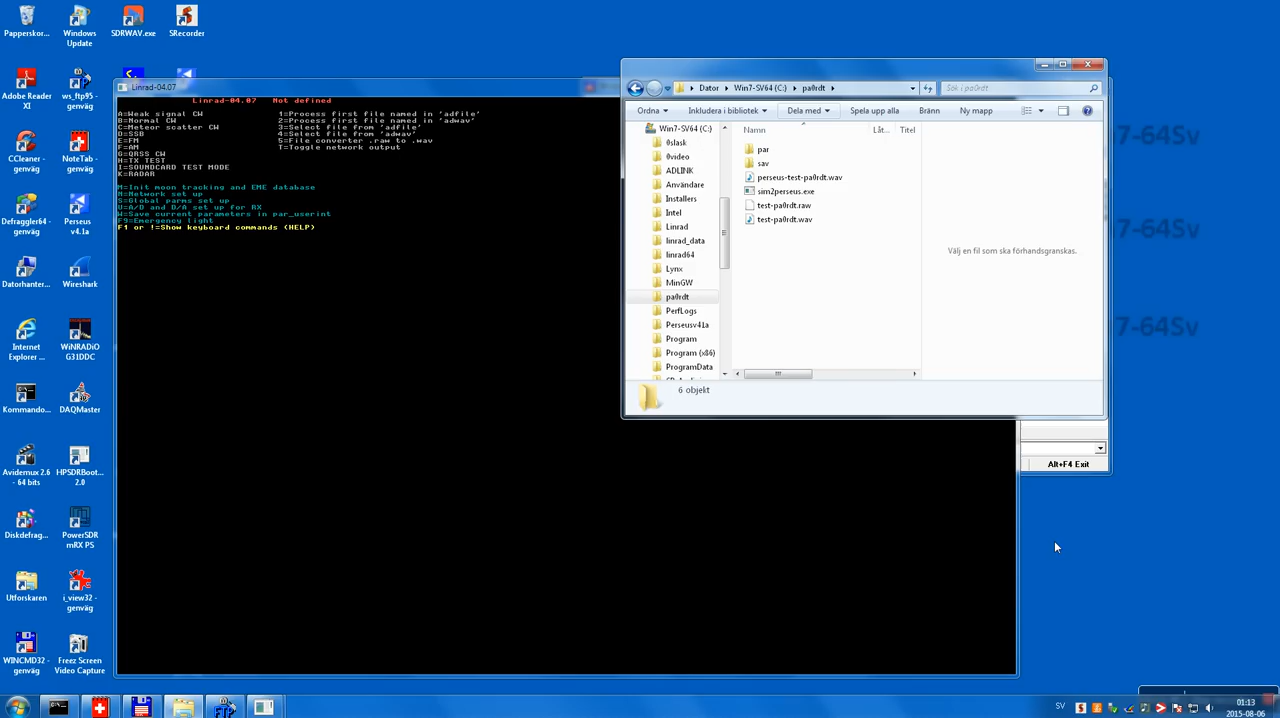 Papperskor...
Windows
Update
SDRWAV.exe
SRecorder
Adobe Reader
XI
ws_ftp95 -
genväg
CCleaner -
genväg
NoteTab -
genväg
Defraggler64 -
genväg
Perseus
v4.1a
Datorhanter...
Wireshark
Internet
Explorer ...
WiNRADiO
G31DDC
Kommando...
DAQMaster
Avidemux 2.6
- 64 bits
HPSDRBoot...
2.0
Diskdefrag...
PowerSDR
mRX PS
Utforskaren
i_view32 -
genväg
WINCMD32 -
genväg
Freez Screen
Video Capture
Linrad-04.07
Linrad-04.07 Not defined
A=Weak signal CW 1=Process first file named in 'adfile'
B=Normal CW 2=Process first file named in 'adwav'
C=Meteor scatter CW 3=Select file from 'adfile'
D=SSB 4=Select file from 'adwav'
E=FM 5=File converter .raw to .wav
F=AM T=Toggle network output
G=QRSS CW
H=TX TEST
I=SOUNDCARD TEST MODE
K=RADAR
M=Init moon tracking and EME database
N=Network set up
S=Global parms set up
U=A/D and D/A set up for RX
W=Save current parameters in par_userint
F9=Emergency light
F1 or !=Show keyboard commands (HELP)
Dator
Win7-SV64 (C:)
pa0rdt
Sök i pa0rdt
Ordna
Inkludera i bibliotek
Dela med
Spela upp alla
Bränn
Ny mapp
Win7-SV64 (C:)
0slask
0video
ADLINK
Användare
Installers
Intel
Linrad
linrad_data
linrad64
Lynx
MinGW
pa0rdt
PerfLogs
Perseusv41a
Program
Program (x86)
ProgramData
Namn
Låt...
Titel
par
sav
perseus-test-pa0rdt.wav
sim2perseus.exe
test-pa0rdt.raw
test-pa0rdt.wav
Välj en fil som ska förhandsgranskas.
6 objekt
Alt+F4 Exit
7-64Sv
7-64Sv
7-64Sv
SV
01:13
2015-08-06